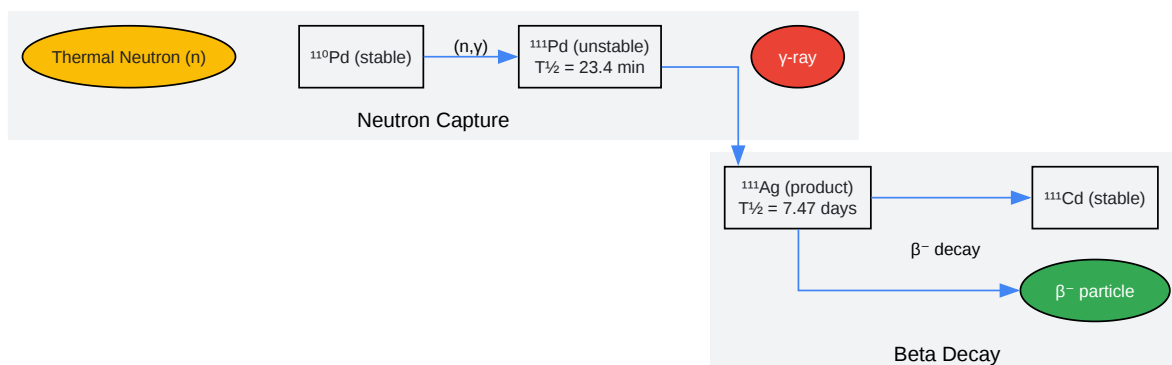 Thermal Neutron (n)
¹¹⁰Pd (stable)
(n,γ)
¹¹¹Pd (unstable)
T½ = 23.4 min
γ-ray
Neutron Capture
¹¹¹Ag (product)
T½ = 7.47 days
¹¹¹Cd (stable)
β⁻ decay
β⁻ particle
Beta Decay